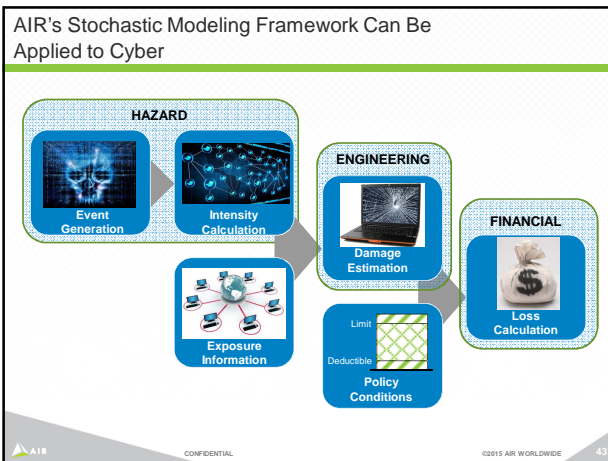 AIR's Stochastic Modeling Framework Can Be
Applied to Cyber
HAZARD
Event
Generation
Intensity
Calculation
Exposure
Information
ENGINEERING
Damage
Estimation
Limit
Deductible
Policy
Conditions
FINANCIAL
$
Loss
Calculation
AIR
CONFIDENTIAL
©2015 AIR WORLDWIDE
43